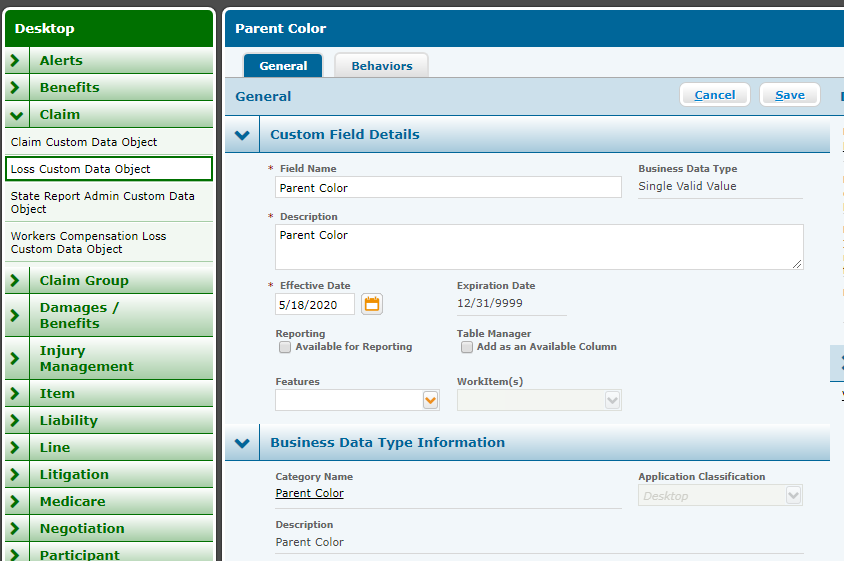 Desktop
Alerts
Benefits
Claim
Claim Custom Data Object
Loss Custom Data Object
State Report Admin Custom Data
Object
Workers Compensation Loss
Custom Data Object
Claim Group
Damages /
Benefits
Injury
Management
Item
Liability
Line
Litigation
Medicare
Negotiation
Participant
Parent Color
General Behaviors
General Cancel Save
Custom Field Details
* Field Name Business Data Type
Parent Color Single Valid Value
* Description
Parent Color
* Effective Date Expiration Date
5/18/2020 12/31/9999
Reporting Table Manager
Available for Reporting Add as an Available Column
Features WorkItem(s)
Business Data Type Information
Category Name Application Classification
Parent Color Desktop
Description
Parent Color